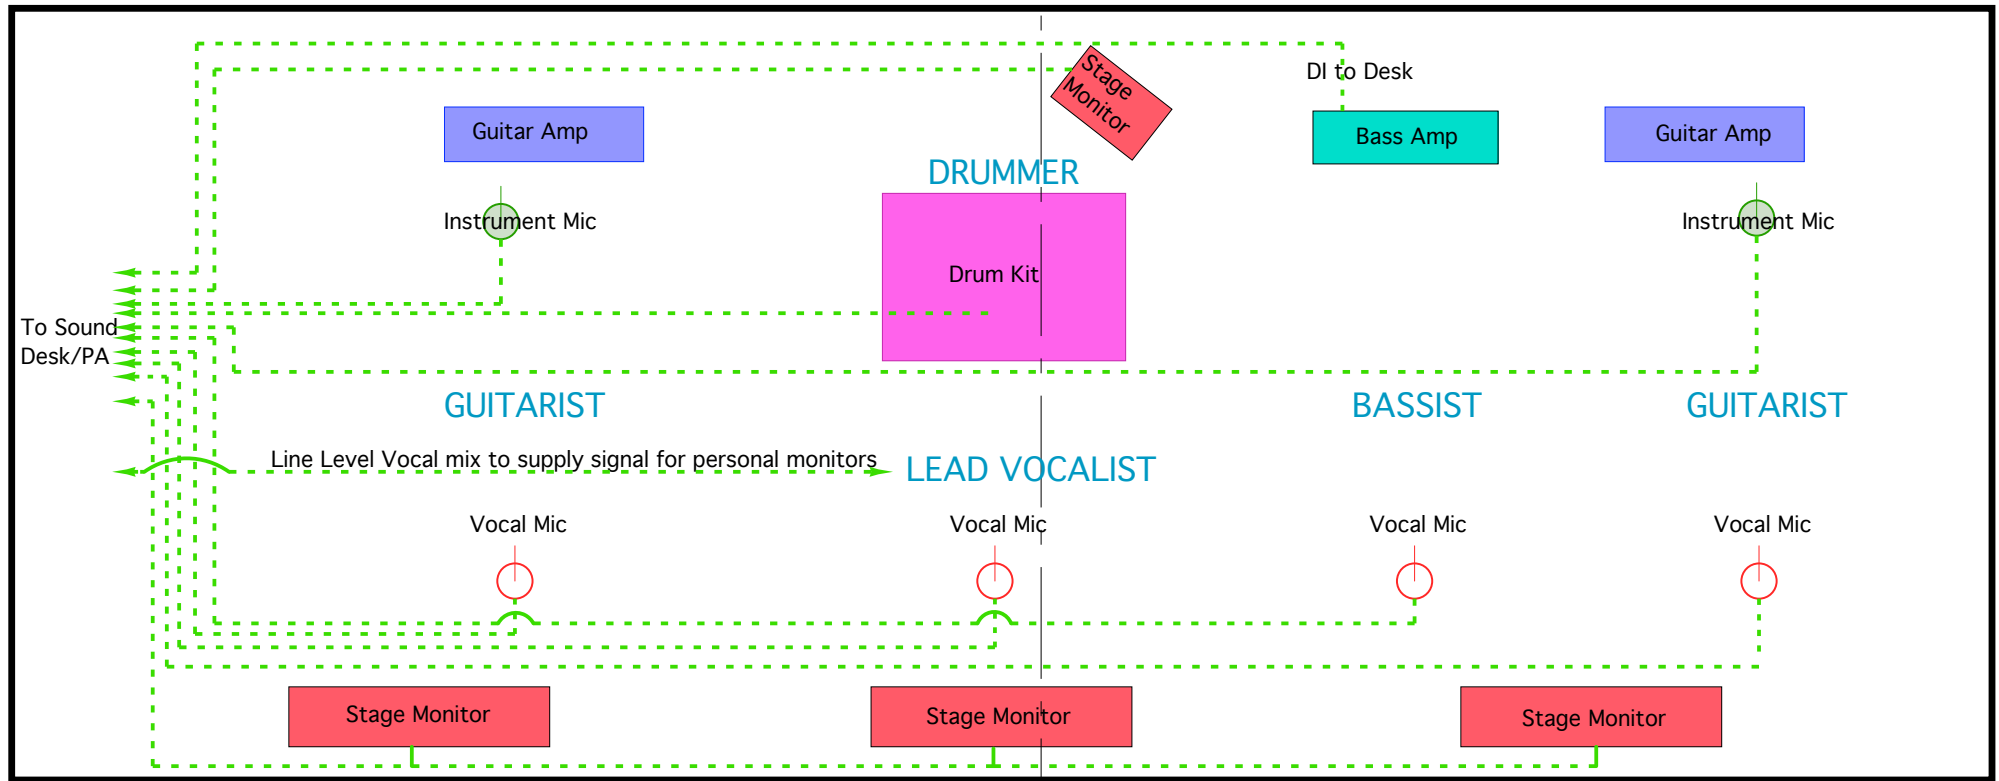 DI to Desk
Stage
Monitor
Guitar Amp
Bass Amp
Guitar Amp
DRUMMER
Instrument Mic
Instrument Mic
Drum Kit
To Sound
Desk/PA
GUITARIST
BASSIST
GUITARIST
Line Level Vocal mix to supply signal for personal monitors
LEAD VOCALIST
Vocal Mic
Vocal Mic
Vocal Mic
Vocal Mic
Stage Monitor
Stage Monitor
Stage Monitor